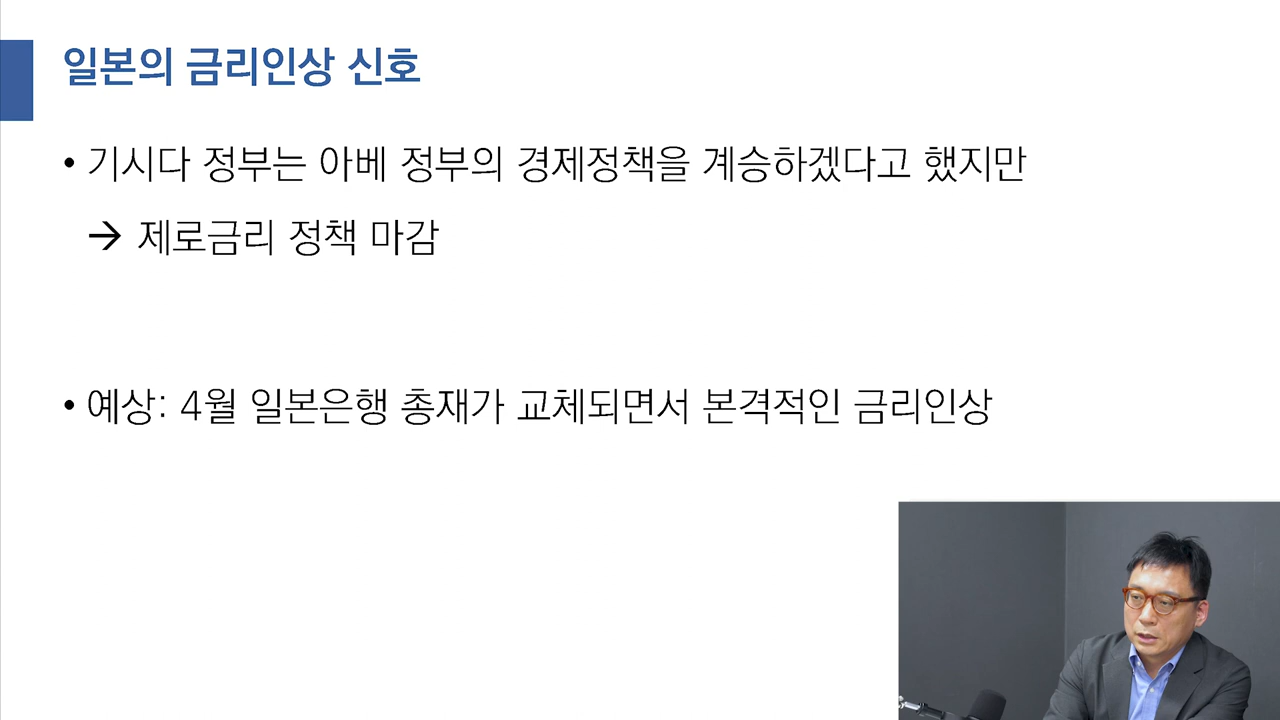 일본의 금리인상 신호
• 기시다 정부는 아베 정부의 경제정책을 계승하겠다고 했지만
→ 제로금리 정책 마감
• 예상: 4월 일본은행 총재가 교체되면서 본격적인 금리인상